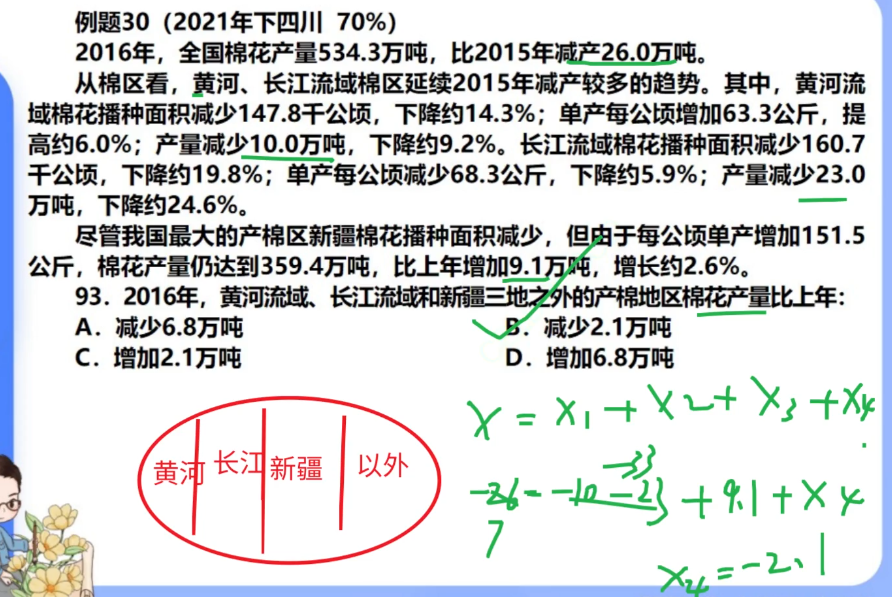 例题30（2021年下四川 70%）
2016年，全国棉花产量534.3万吨，比2015年减产26.0万吨。
从棉区看，黄河、长江流域棉区延续2015年减产较多的趋势。其中，黄河流
域棉花播种面积减少147.8千公顷，下降约14.3%；单产每公顷增加63.3公斤，提
高约6.0%；产量减少10.0万吨，下降约9.2%。长江流域棉花播种面积减少160.7
千公顷，下降约19.8%；单产每公顷减少68.3公斤，下降约5.9%；产量减少23.0
万吨，下降约24.6%。
尽管我国最大的产棉区新疆棉花播种面积减少，但由于每公顷单产增加151.5
公斤，棉花产量仍达到359.4万吨，比上年增加9.1万吨，增长约2.6%。
93．2016年，黄河流域、长江流域和新疆三地之外的产棉地区棉花产量比上年：
A．减少6.8万吨 B．减少2.1万吨
C．增加2.1万吨 D．增加6.8万吨
X = X1 + X2 + X3 + X4
黄河 长江 新疆 以外
-33
-26 = -10 -23 + 9.1 + X4
7
X4 = -2.1